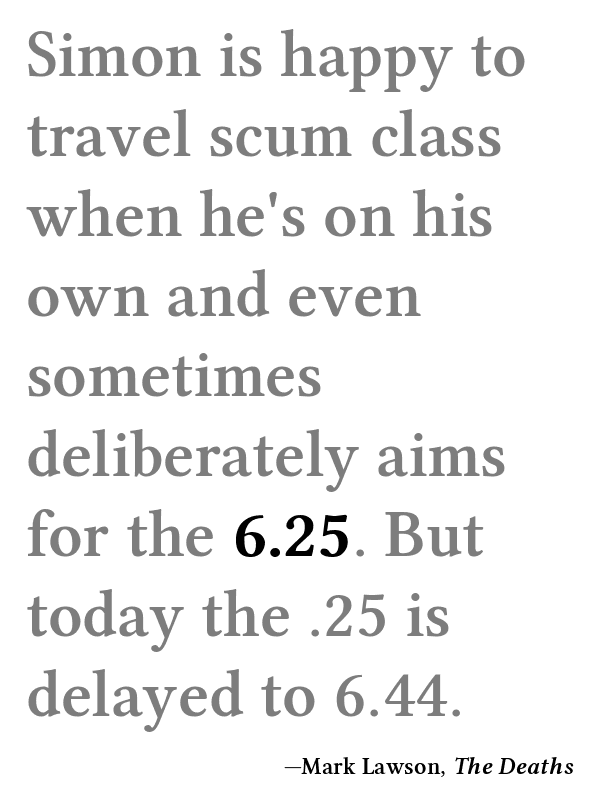 Simon is happy to
travel scum class
when he's on his
own and even
sometimes
deliberately aims
for the 6.25. But
today the .25 is
delayed to 6.44.
—Mark Lawson, The Deaths